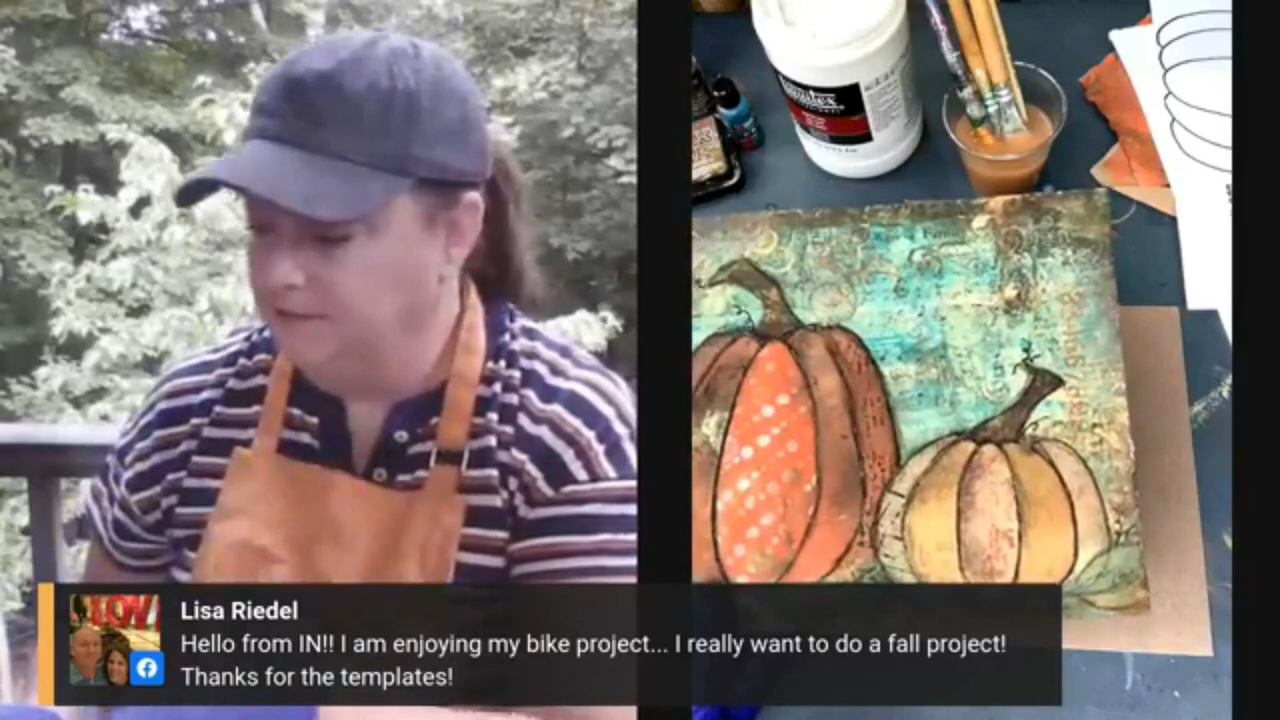 Lisa Riedel
Hello from IN!! I am enjoying my bike project... I really want to do a fall project!
Thanks for the templates!